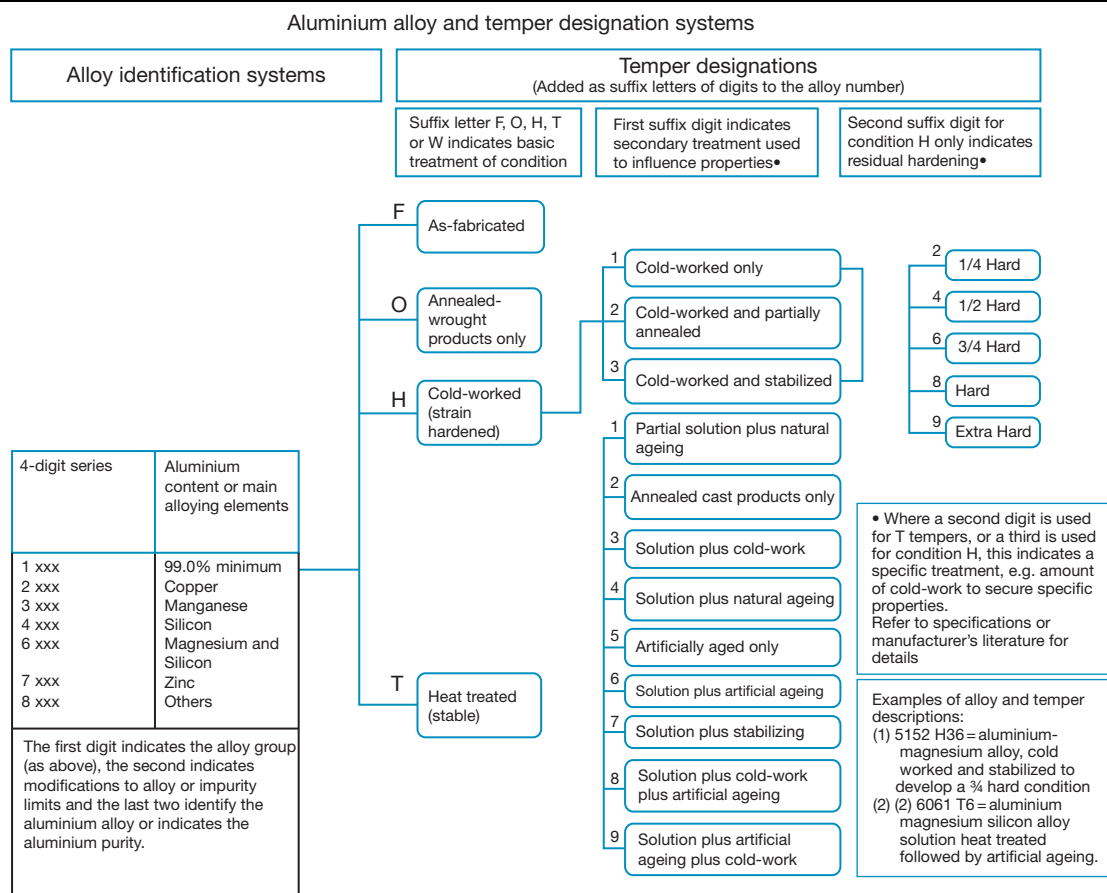 Aluminium alloy and temper designation systems
Alloy identification systems
Temper designations
(Added as suffix letters of digits to the alloy number)
Suffix letter F, O, H, T
or W indicates basic
treatment of condition
First suffix digit indicates
secondary treatment used
to influence properties•
Second suffix digit for
condition H only indicates
residual hardening•
F
As-fabricated
O
Annealed-
wrought
products only
H
Cold-worked
(strain
hardened)
T
Heat treated
(stable)
1
Cold-worked only
2
Cold-worked and partially
annealed
3
Cold-worked and stabilized
2
1/4 Hard
4
1/2 Hard
6
3/4 Hard
8
Hard
9
Extra Hard
1
Partial solution plus natural
ageing
2
Annealed cast products only
3
Solution plus cold-work
4
Solution plus natural ageing
5
Artificially aged only
6
Solution plus artificial ageing
7
Solution plus stabilizing
8
Solution plus cold-work
plus artificial ageing
9
Solution plus artificial
ageing plus cold-work
4-digit series
Aluminium
content or main
alloying elements
1 xxx 99.0% minimum
2 xxx Copper
3 xxx Manganese
4 xxx Silicon
6 xxx Magnesium and
Silicon
7 xxx Zinc
8 xxx Others
The first digit indicates the alloy group
(as above), the second indicates
modifications to alloy or impurity
limits and the last two identify the
aluminium alloy or indicates the
aluminium purity.
• Where a second digit is used
for T tempers, or a third is used
for condition H, this indicates a
specific treatment, e.g. amount
of cold-work to secure specific
properties.
Refer to specifications or
manufacturer's literature for
details
Examples of alloy and temper
descriptions:
(1) 5152 H36=aluminium-
magnesium alloy, cold
worked and stabilized to
develop a ¾ hard condition
(2) (2) 6061 T6=aluminium
magnesium silicon alloy
solution heat treated
followed by artificial ageing.